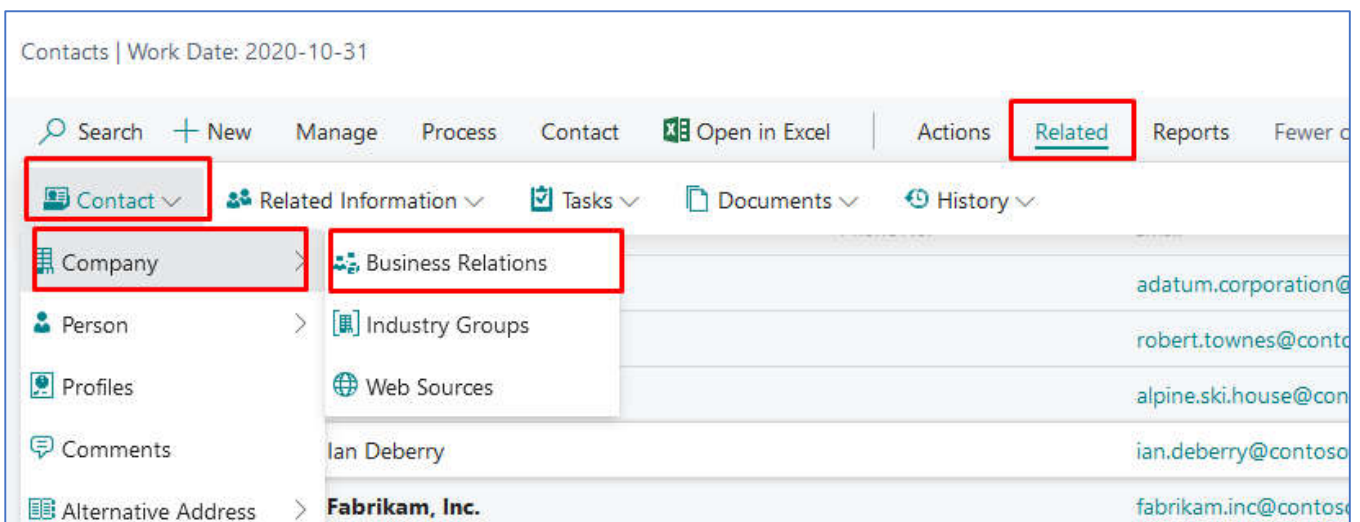 Contacts | Work Date: 2020-10-31
Search New Manage Process Contact Open in Excel Actions Related Reports Fewer
Contact Related Information Tasks Documents History
Company Business Relations
adatum.corporation@
Person Industry Groups
robert.townes@conto
Profiles Web Sources
alpine.ski.house@con
Comments Ian Deberry ian.deberry@contoso
Alternative Address Fabrikam, Inc. fabrikam.inc@contoso